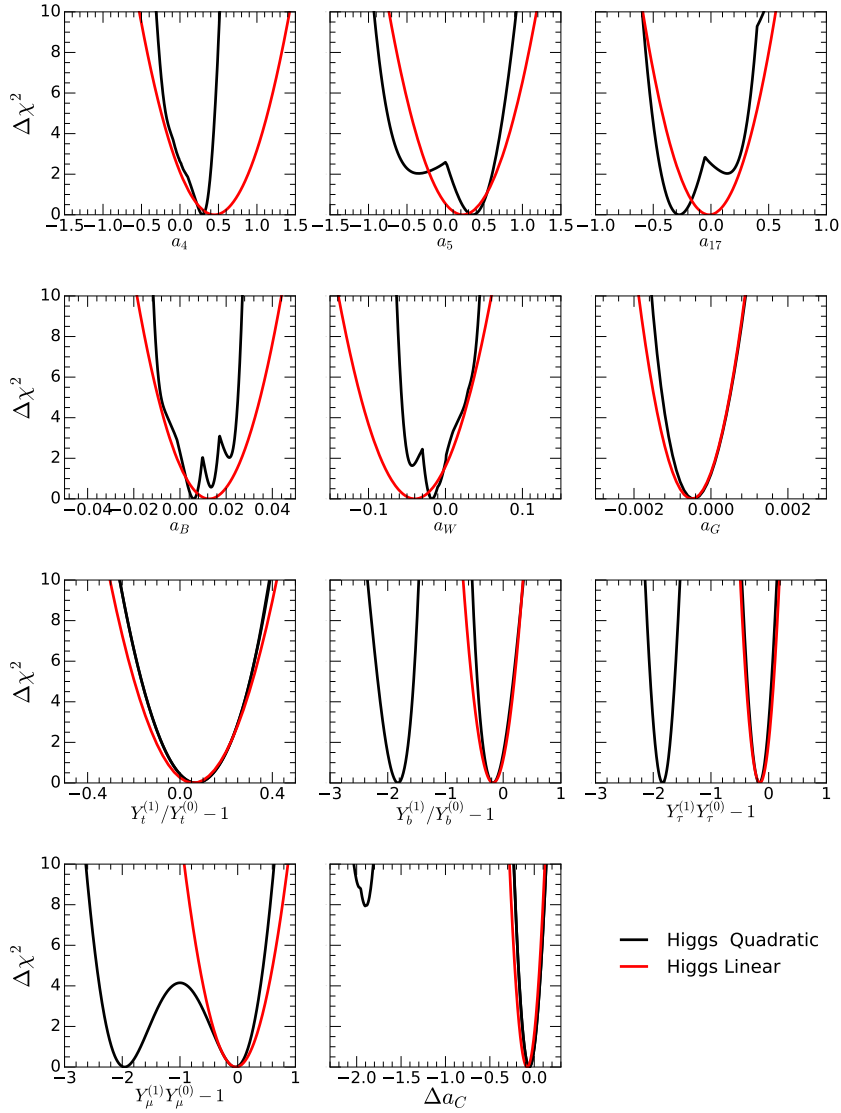 Δχ²
10
8
6
4
2
0
−1.5−1.0−0.5 0.0 0.5 1.0 1.5
a₄
−1.5−1.0−0.5 0.0 0.5 1.0 1.5
a₅
−1.0 −0.5 0.0 0.5 1.0
a₁₇
Δχ²
10
8
6
4
2
0
−0.04 −0.02 0.00 0.02 0.04
a_B
−0.1 0.0 0.1
a_W
−0.002 0.000 0.002
a_G
Δχ²
10
8
6
4
2
0
−0.4 0.0 0.4
Y_t^{(1)}/Y_t^{(0)} − 1
−3 −2 −1 0 1
Y_b^{(1)}/Y_b^{(0)} − 1
−3 −2 −1 0 1
Y_τ^{(1)}Y_τ^{(0)} − 1
Δχ²
10
8
6
4
2
0
−3 −2 −1 0 1
Y_μ^{(1)}Y_μ^{(0)} − 1
−2.0 −1.5 −1.0 −0.5 0.0
Δa_C
Higgs Quadratic
Higgs Linear